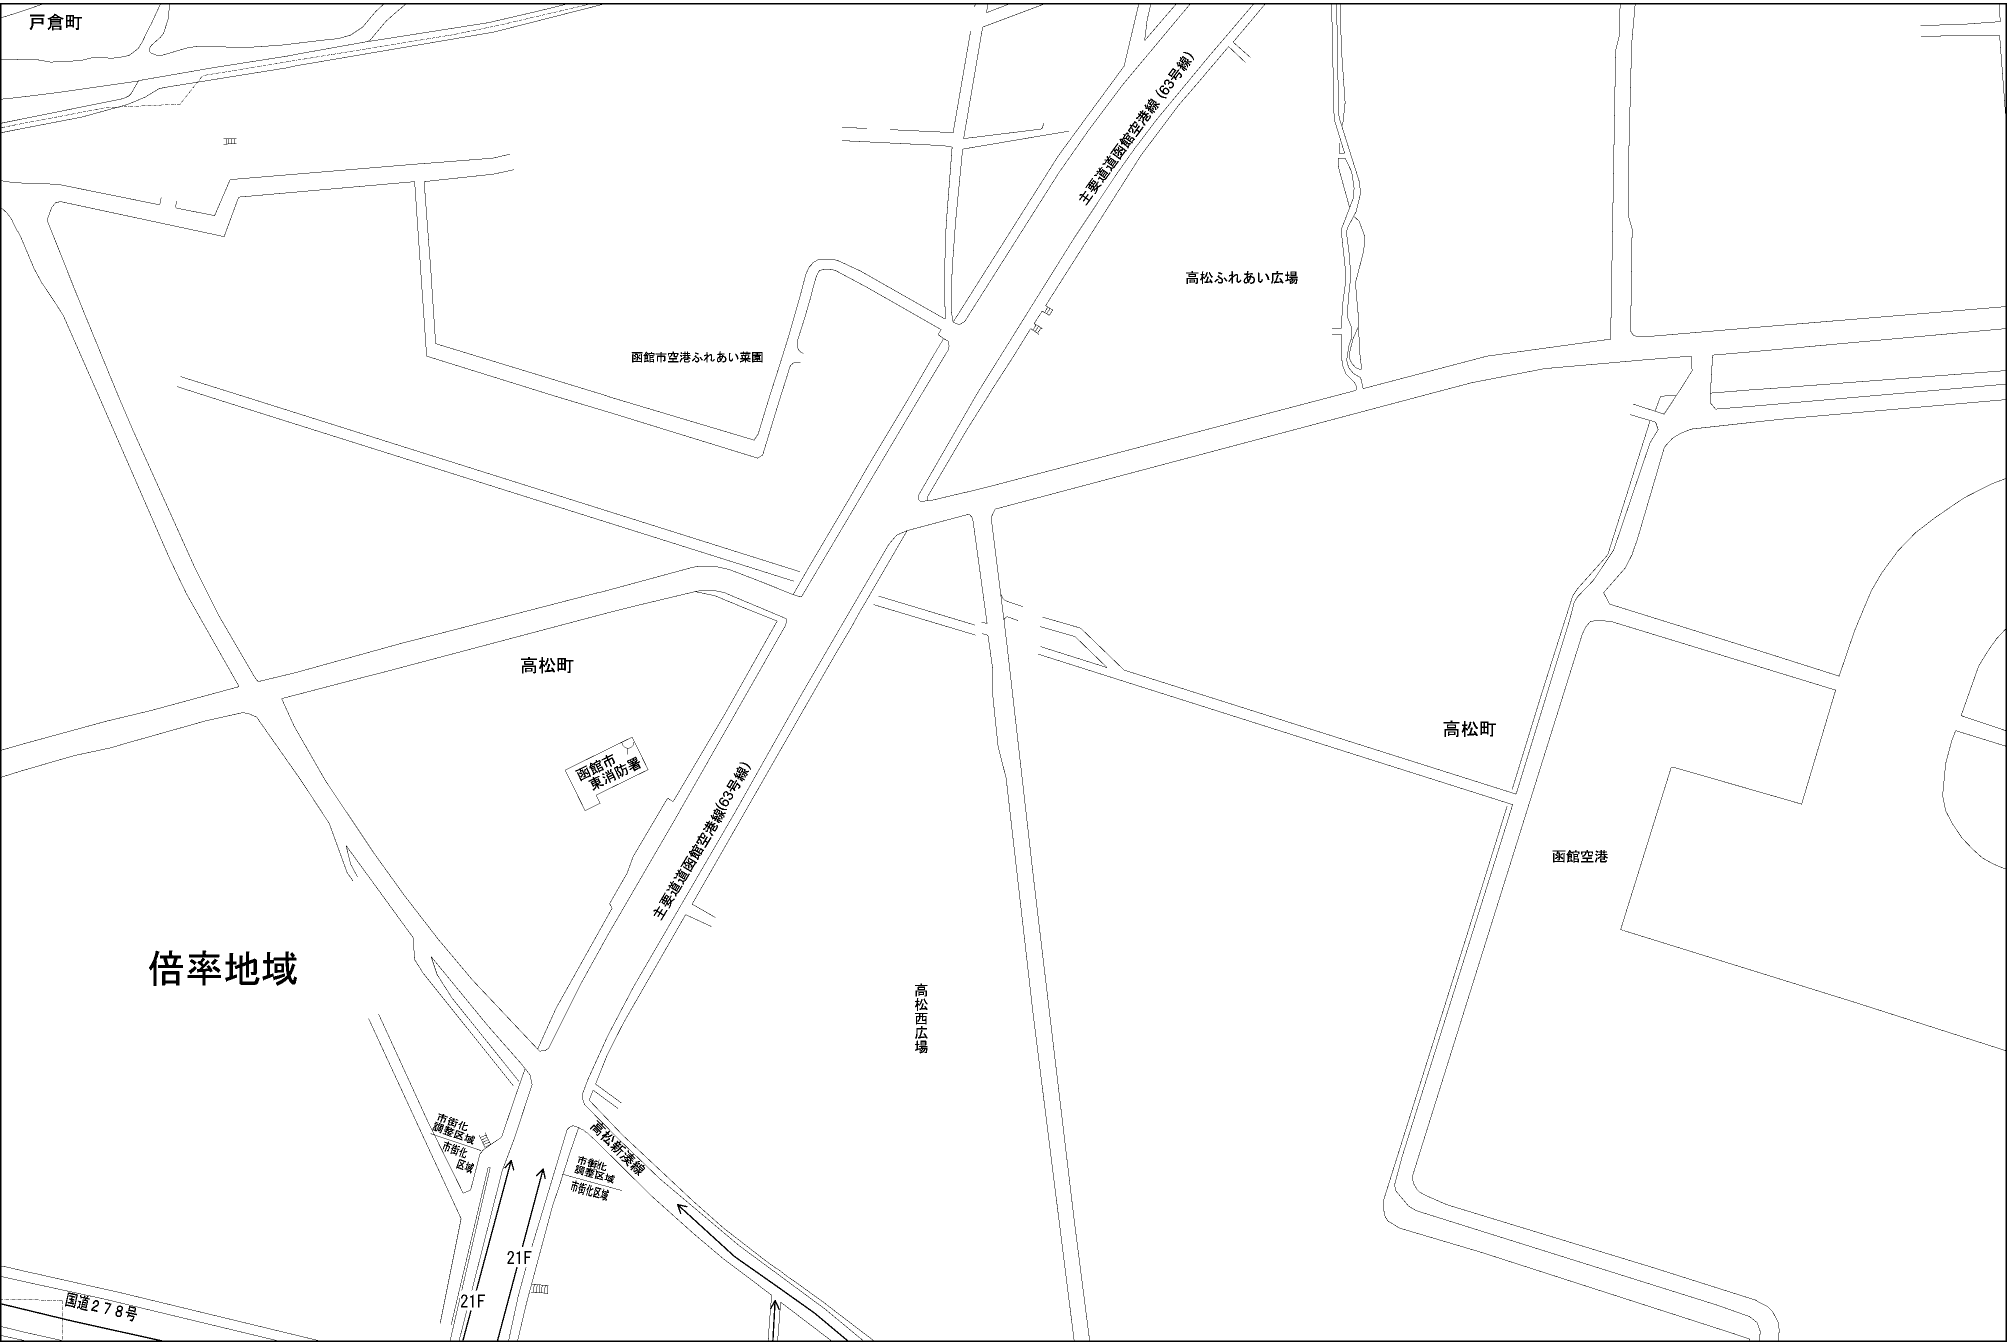 戸倉町
主要道道函館空港線(63号線)
高松ふれあい広場
函館市空港ふれあい菜園
高松町
高松町
函館市
東消防署
主要道道函館空港線(63号線)
函館空港
倍率地域
高松西広場
市街化
調整区域
市街化
区域
高松新湊線
市街化
調整区域
市街化区域
21F
21F
国道278号